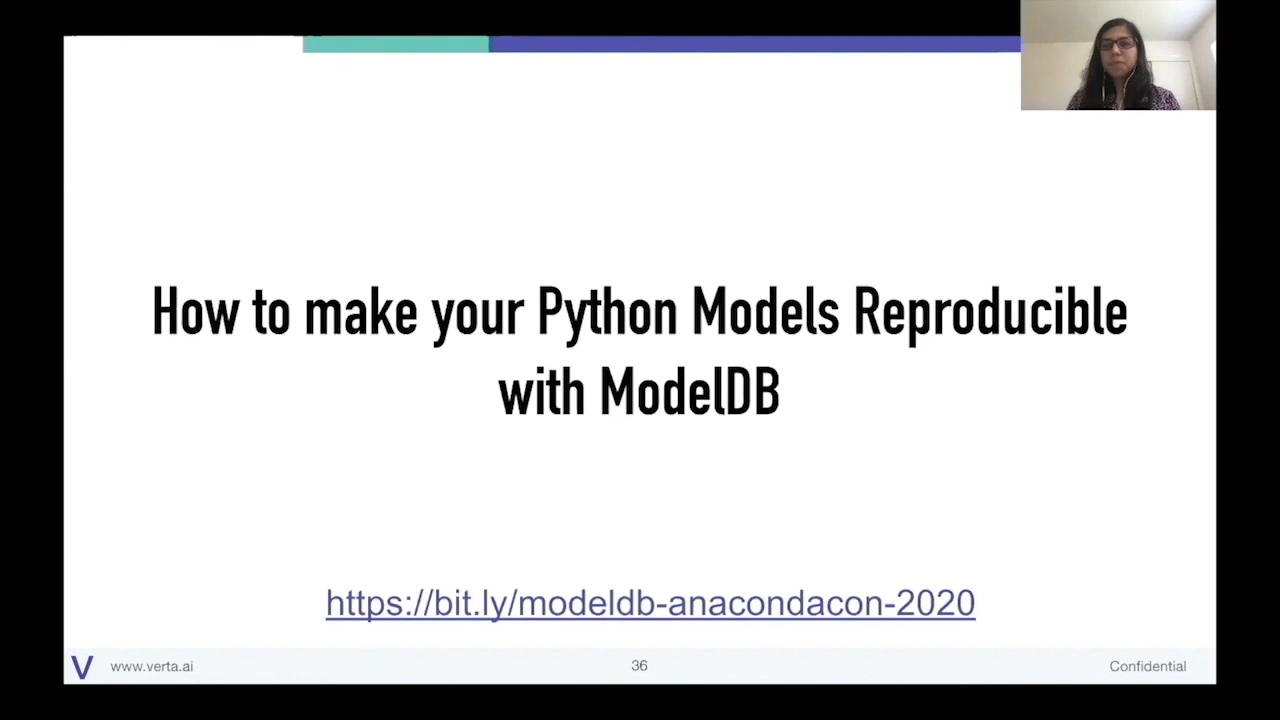 How to make your Python Models Reproducible
with ModelDB
https://bit.ly/modeldb-anacondacon-2020
V www.verta.ai 36 Confidential